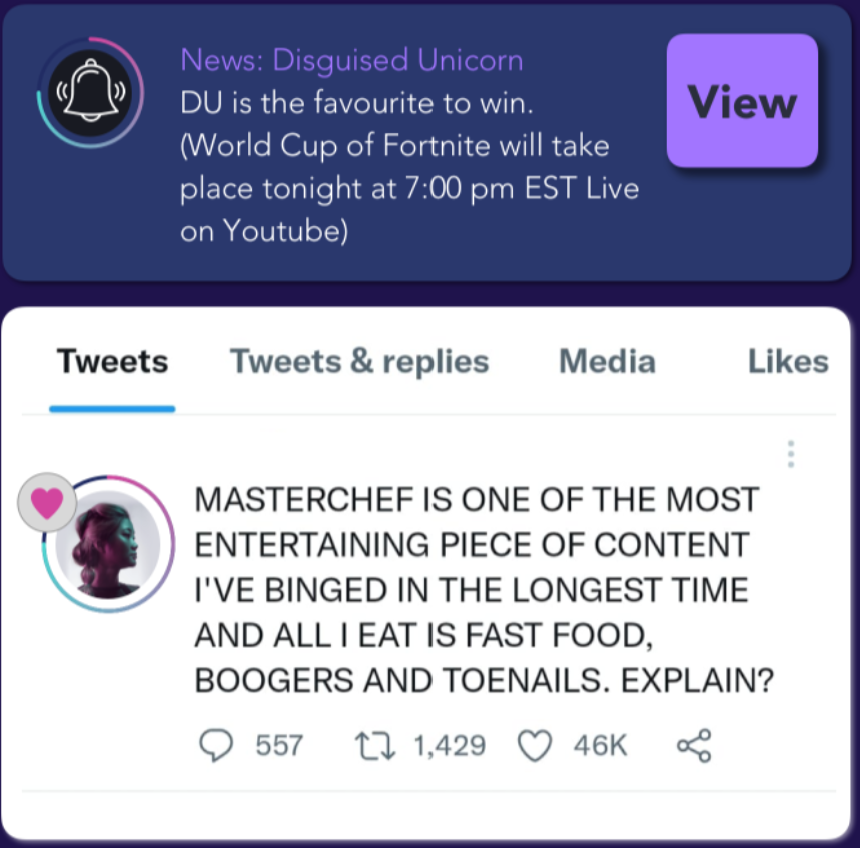 News: Disguised Unicorn
DU is the favourite to win.
(World Cup of Fortnite will take
place tonight at 7:00 pm EST Live
on Youtube)
View
Tweets
Tweets & replies
Media
Likes
MASTERCHEF IS ONE OF THE MOST
ENTERTAINING PIECE OF CONTENT
I'VE BINGED IN THE LONGEST TIME
AND ALL I EAT IS FAST FOOD,
BOOGERS AND TOENAILS. EXPLAIN?
557
1,429
46K